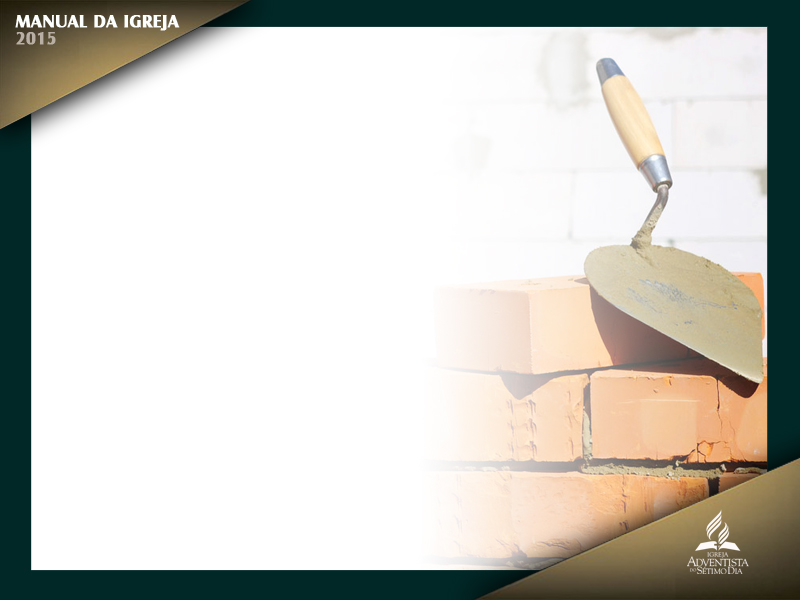 MANUAL DA IGREJA
2015
IGREJA
ADVENTISTA
DO SÉTIMO DIA